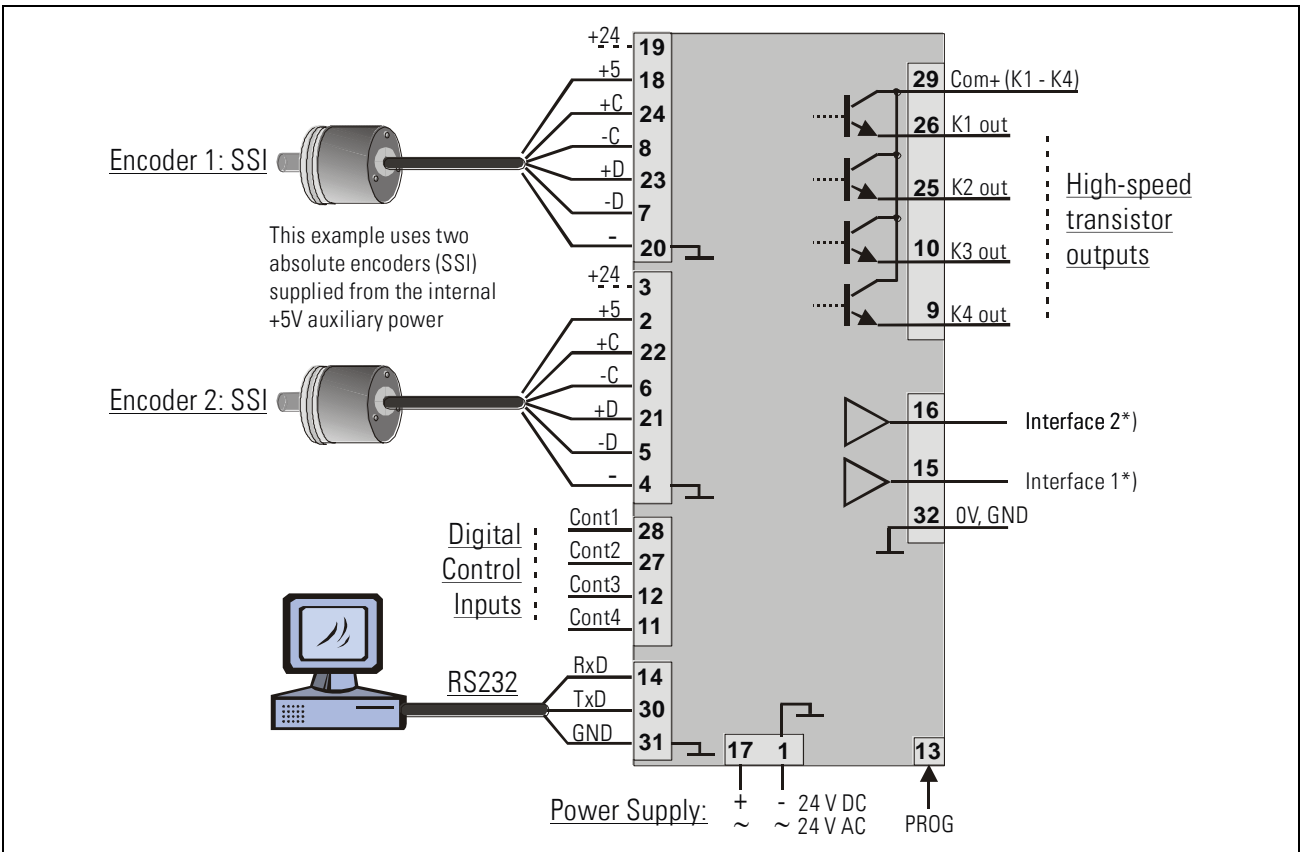 Encoder 1: SSI
This example uses two
absolute encoders (SSI)
supplied from the internal
+5V auxiliary power
Encoder 2: SSI
+24 19
+5 18
+C 24
-C 8
+D 23
-D 7
- 20
+24 3
+5 2
+C 22
-C 6
+D 21
-D 5
- 4
Digital
Control
Inputs
Cont1 28
Cont2 27
Cont3 12
Cont4 11
RS232
RxD 14
TxD 30
GND 31
29 Com+ (K1 - K4)
26 K1 out
25 K2 out
10 K3 out
9 K4 out
High-speed
transistor
outputs
16 Interface 2*)
15 Interface 1*)
32 0V, GND
17 1
Power Supply:
+ - 24 V DC
~ ~ 24 V AC
13
PROG